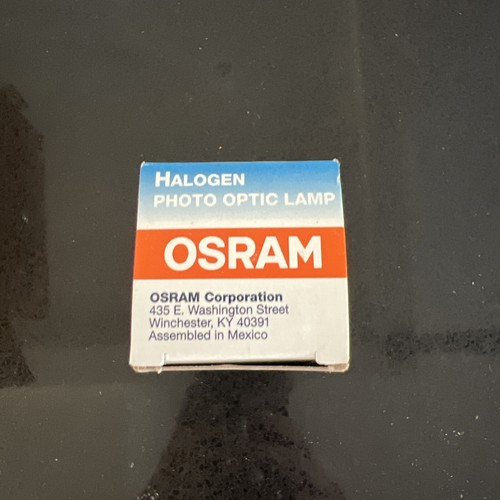 HALOGEN
PHOTO OPTIC LAMP
OSRAM
OSRAM Corporation
435 E. Washington Street
Winchester, KY 40391
Assembled in Mexico